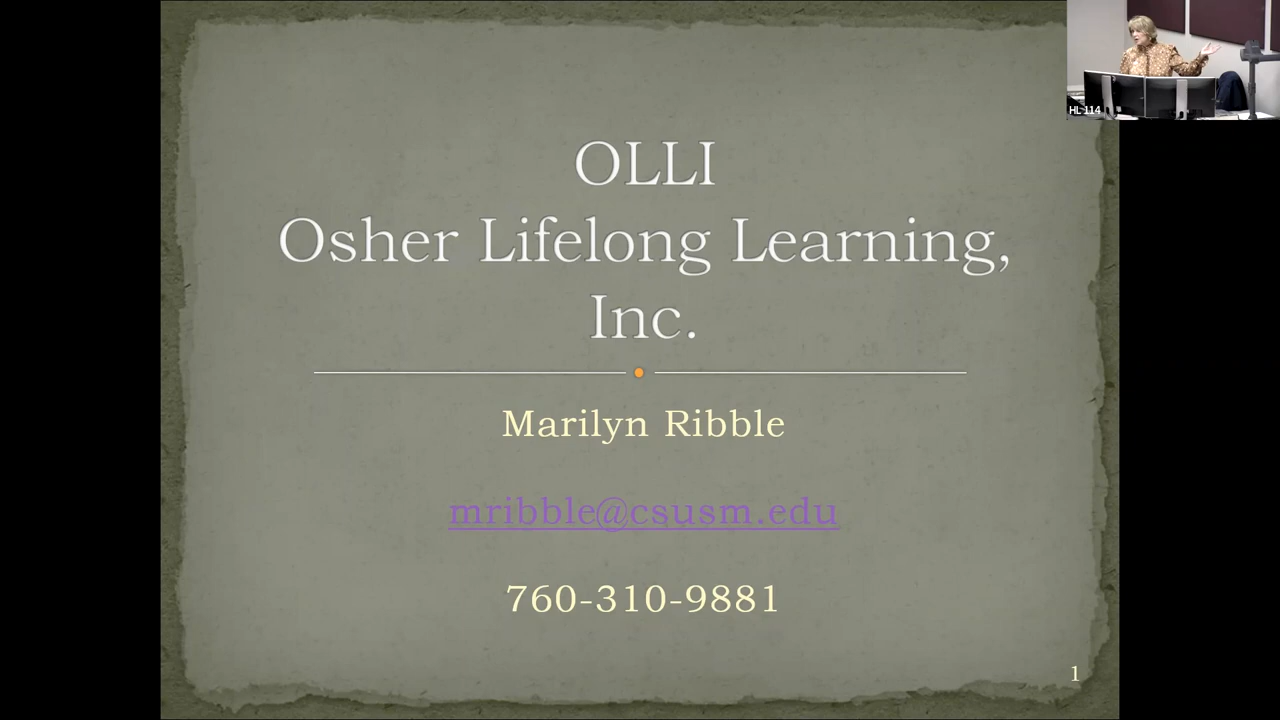 HL 114
OLLI
Osher Lifelong Learning,
Inc.
Marilyn Ribble
mribble@csusm.edu
760-310-9881
1